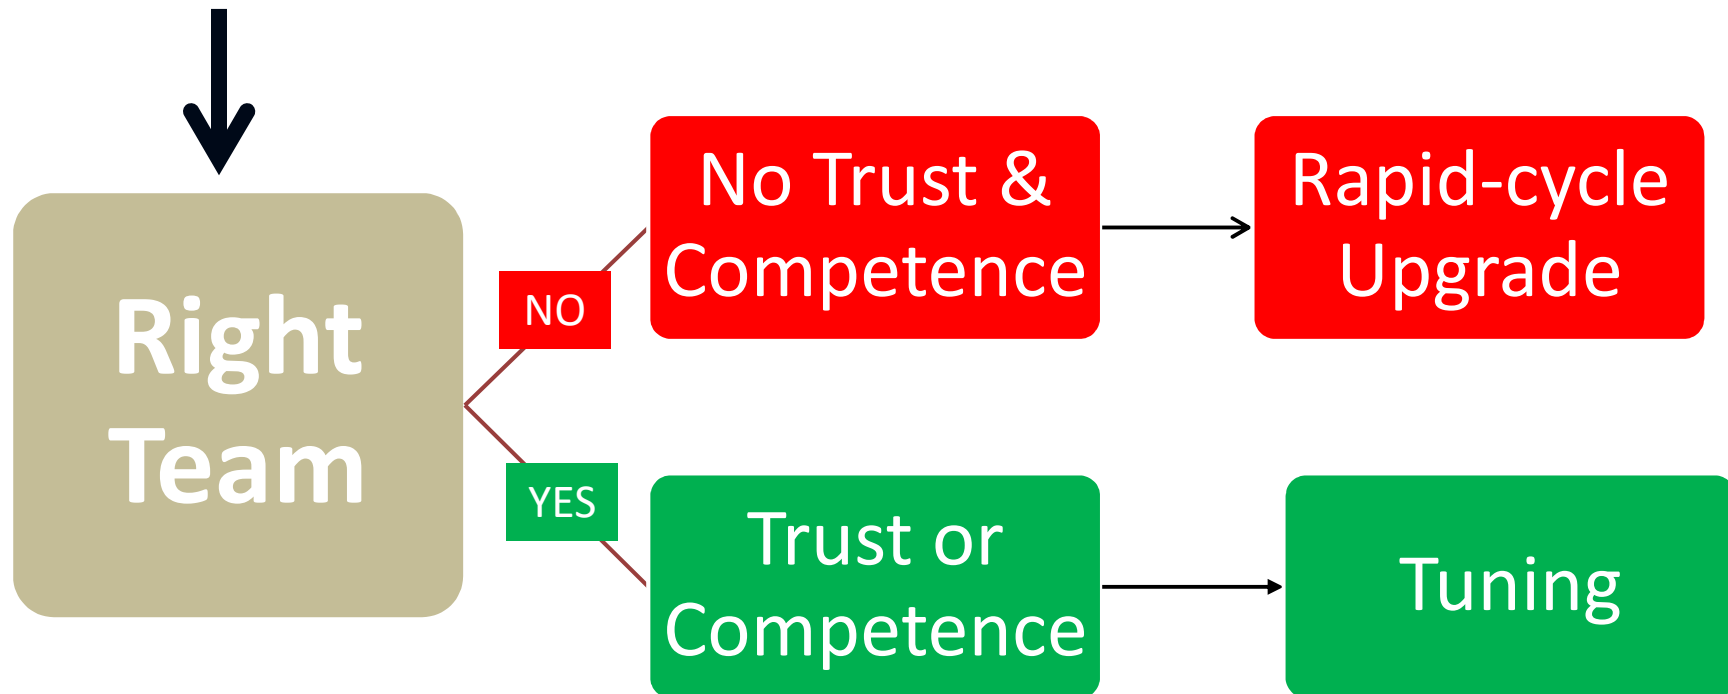 Right
Team
NO
No Trust &
Competence
Rapid-cycle
Upgrade
YES
Trust or
Competence
Tuning